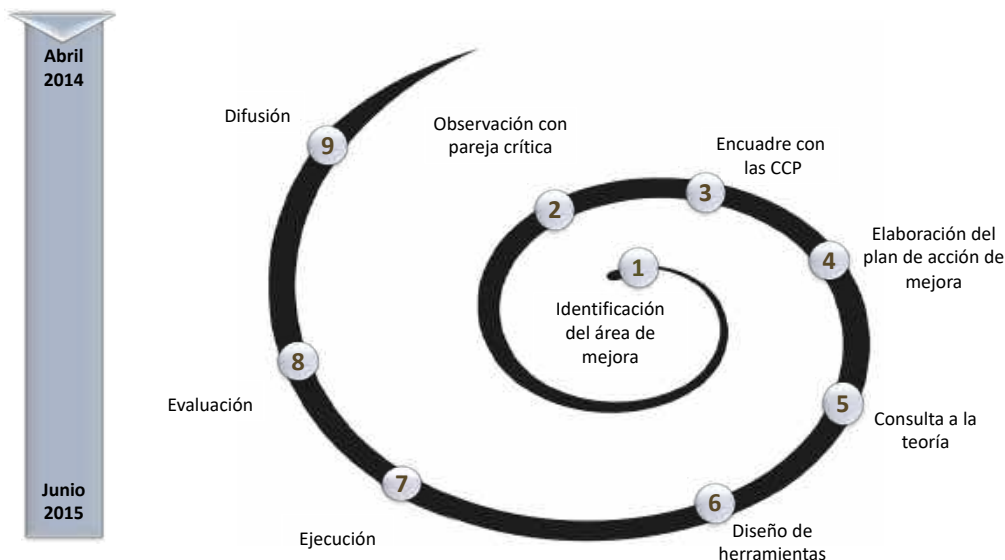 Abril
2014
Junio
2015
1
Identificación
del área de
mejora
2
Observación con
pareja crítica
3
Encuadre con
las CCP
4
Elaboración del
plan de acción de
mejora
5
Consulta a la
teoría
6
Diseño de
herramientas
7
Ejecución
8
Evaluación
9
Difusión